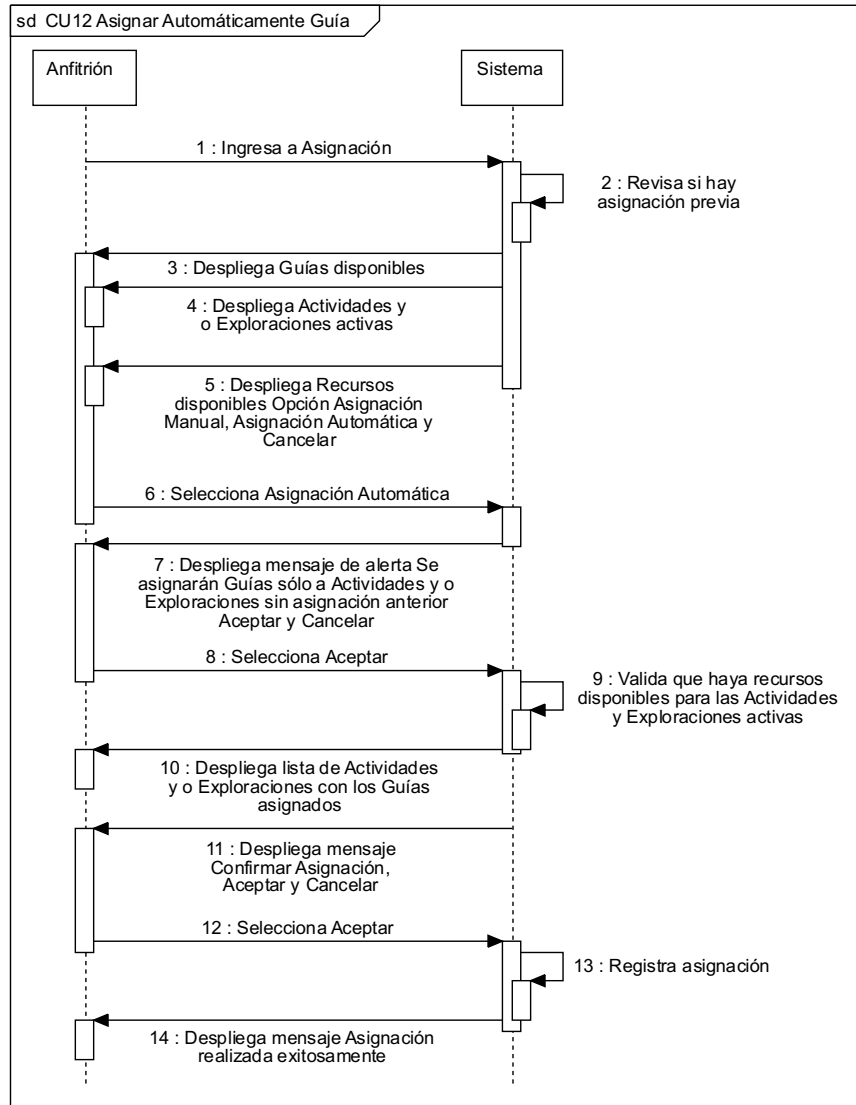 sd CU12 Asignar Automáticamente Guía
Anfitrión
Sistema
1 : Ingresa a Asignación
2 : Revisa si hay
asignación previa
3 : Despliega Guías disponibles
4 : Despliega Actividades y
o Exploraciones activas
5 : Despliega Recursos
disponibles Opción Asignación
Manual, Asignación Automática y
Cancelar
6 : Selecciona Asignación Automática
7 : Despliega mensaje de alerta Se
asignarán Guías sólo a Actividades y o
Exploraciones sin asignación anterior
Aceptar y Cancelar
8 : Selecciona Aceptar
9 : Valida que haya recursos
disponibles para las Actividades
y Exploraciones activas
10 : Despliega lista de Actividades
y o Exploraciones con los Guías
asignados
11 : Despliega mensaje
Confirmar Asignación,
Aceptar y Cancelar
12 : Selecciona Aceptar
13 : Registra asignación
14 : Despliega mensaje Asignación
realizada exitosamente